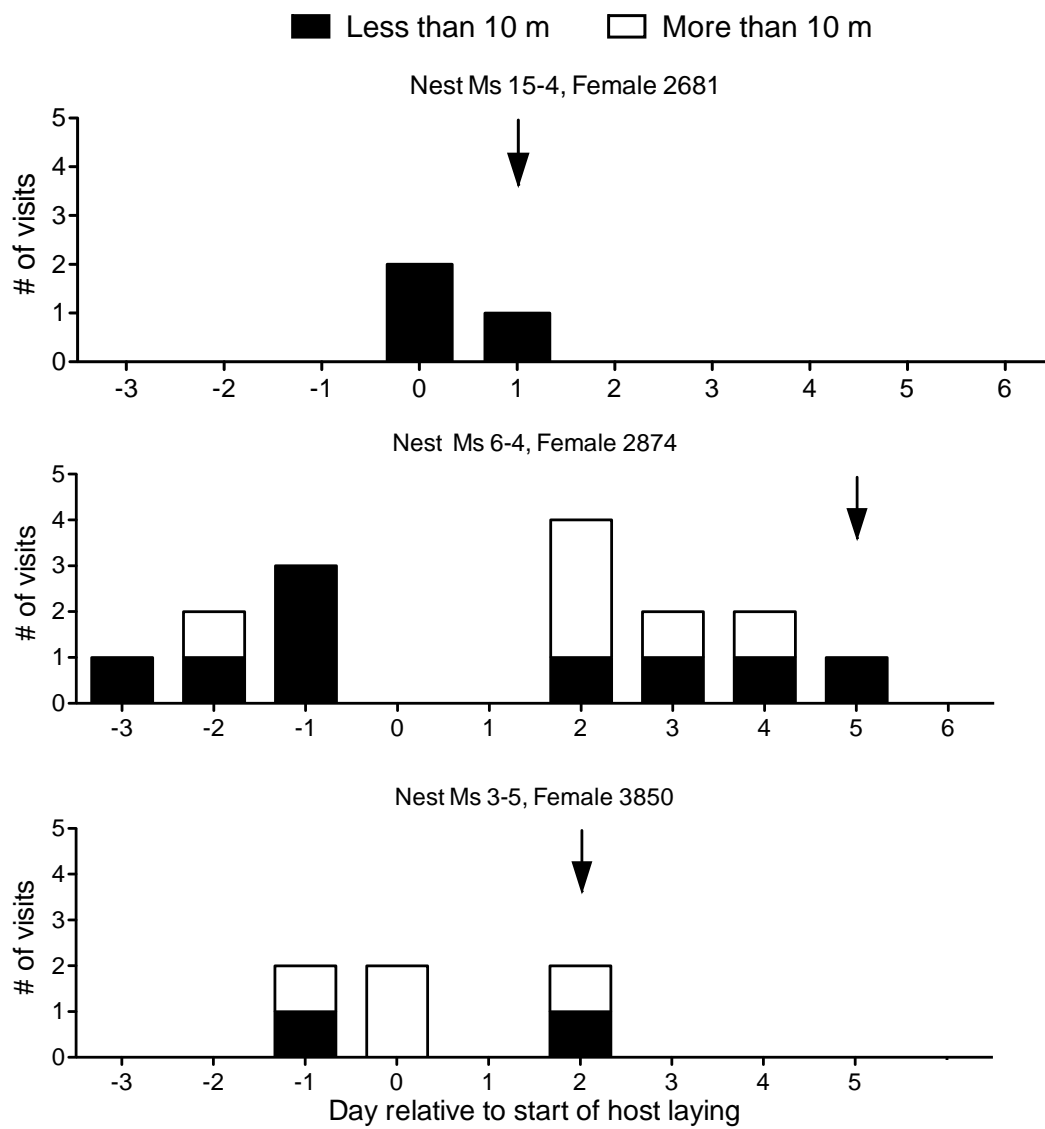 Less than 10 m More than 10 m
Nest Ms 15-4, Female 2681
5
4
3
2
1
0
# of visits
-3 -2 -1 0 1 2 3 4 5 6
Nest Ms 6-4, Female 2874
5
4
3
2
1
0
# of visits
-3 -2 -1 0 1 2 3 4 5 6
Nest Ms 3-5, Female 3850
5
4
3
2
1
0
# of visits
-3 -2 -1 0 1 2 3 4 5
Day relative to start of host laying